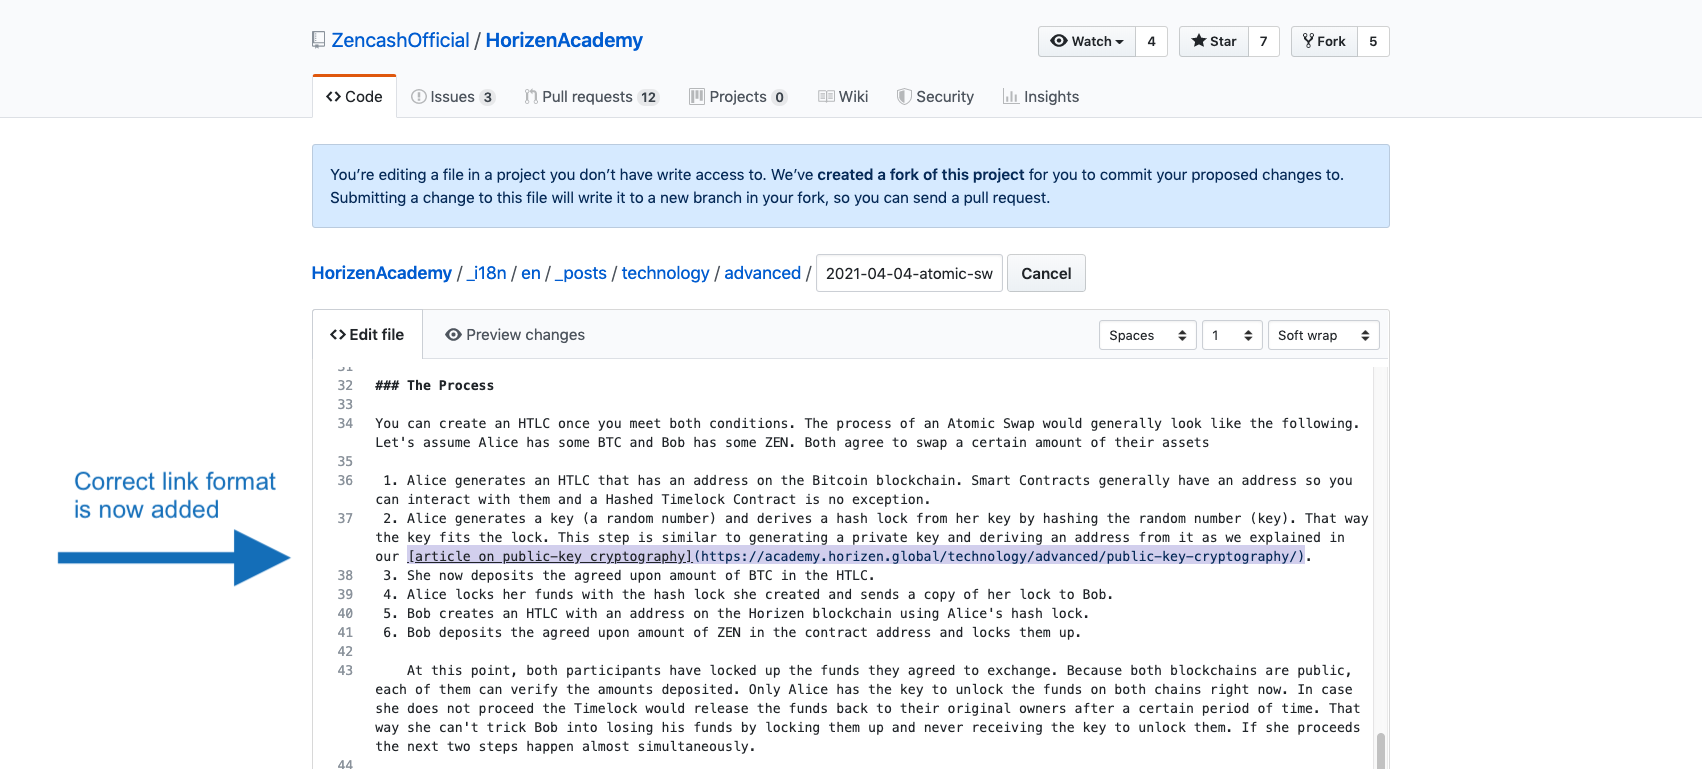 ZencashOfficial / HorizenAcademy
Watch 4 Star 7 Fork 5
Code Issues 3 Pull requests 12 Projects 0 Wiki Security Insights
You're editing a file in a project you don't have write access to. We've created a fork of this project for you to commit your proposed changes to.
Submitting a change to this file will write it to a new branch in your fork, so you can send a pull request.
HorizenAcademy / _i18n / en / _posts / technology / advanced / 2021-04-04-atomic-sw Cancel
<> Edit file Preview changes Spaces 1 Soft wrap
31
32 ### The Process
33
34 You can create an HTLC once you meet both conditions. The process of an Atomic Swap would generally look like the following.
Let's assume Alice has some BTC and Bob has some ZEN. Both agree to swap a certain amount of their assets
35
36 1. Alice generates an HTLC that has an address on the Bitcoin blockchain. Smart Contracts generally have an address so you
can interact with them and a Hashed Timelock Contract is no exception.
37 2. Alice generates a key (a random number) and derives a hash lock from her key by hashing the random number (key). That way
the key fits the lock. This step is similar to generating a private key and deriving an address from it as we explained in
our [article on public-key cryptography](https://academy.horizen.global/technology/advanced/public-key-cryptography/).
38 3. She now deposits the agreed upon amount of BTC in the HTLC.
39 4. Alice locks her funds with the hash lock she created and sends a copy of her lock to Bob.
40 5. Bob creates an HTLC with an address on the Horizen blockchain using Alice's hash lock.
41 6. Bob deposits the agreed upon amount of ZEN in the contract address and locks them up.
42
43 At this point, both participants have locked up the funds they agreed to exchange. Because both blockchains are public,
each of them can verify the amounts deposited. Only Alice has the key to unlock the funds on both chains right now. In case
she does not proceed the Timelock would release the funds back to their original owners after a certain period of time. That
way she can't trick Bob into losing his funds by locking them up and never receiving the key to unlock them. If she proceeds
the next two steps happen almost simultaneously.
44
Correct link format
is now added